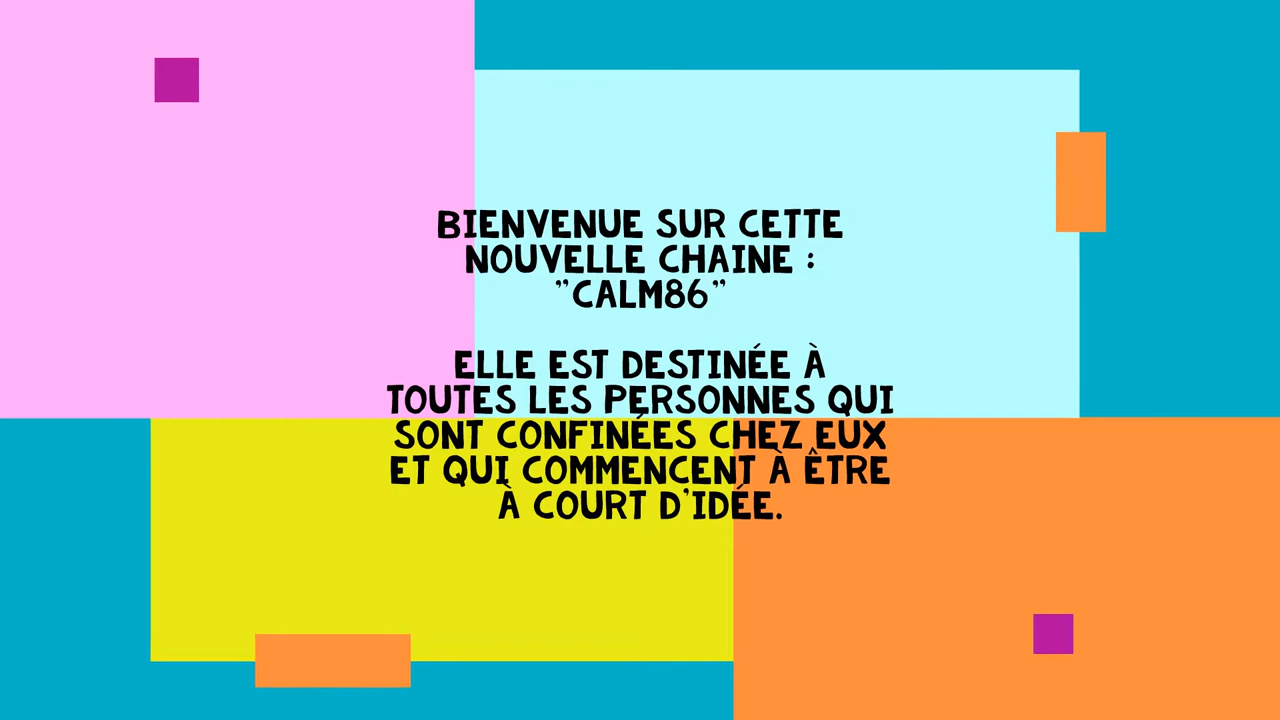 BIENVENUE SUR CETTE
NOUVELLE CHAINE :
"CALM86"
ELLE EST DESTINÉE À
TOUTES LES PERSONNES QUI
SONT CONFINÉES CHEZ EUX
ET QUI COMMENCENT À ÊTRE
À COURT D'IDÉE.